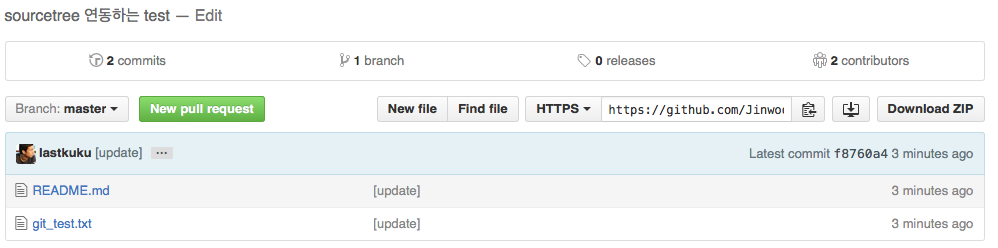 sourcetree 연동하는 test — Edit
2 commits 1 branch 0 releases 2 contributors
Branch: master New pull request New file Find file HTTPS https://github.com/Jinwoo Download ZIP
lastkuku [update] ... Latest commit f8760a4 3 minutes ago
README.md [update] 3 minutes ago
git_test.txt [update] 3 minutes ago